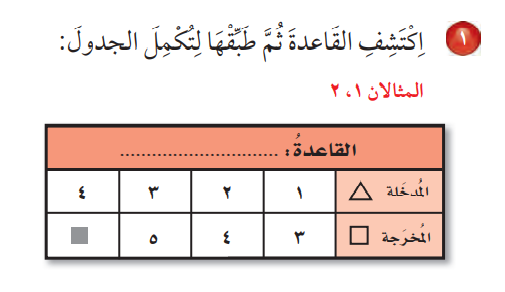 ١ اِكْتَشِفِ القَاعدةَ ثُمَّ طَبِّقْهَا لِتُكْمِلَ الجدولَ:
المثالان ١، ٢
القاعدةُ: ............................
المُدخَلة △ ١ ٢ ٣ ٤
المُخرَجة □ ٣ ٤ ٥ ■